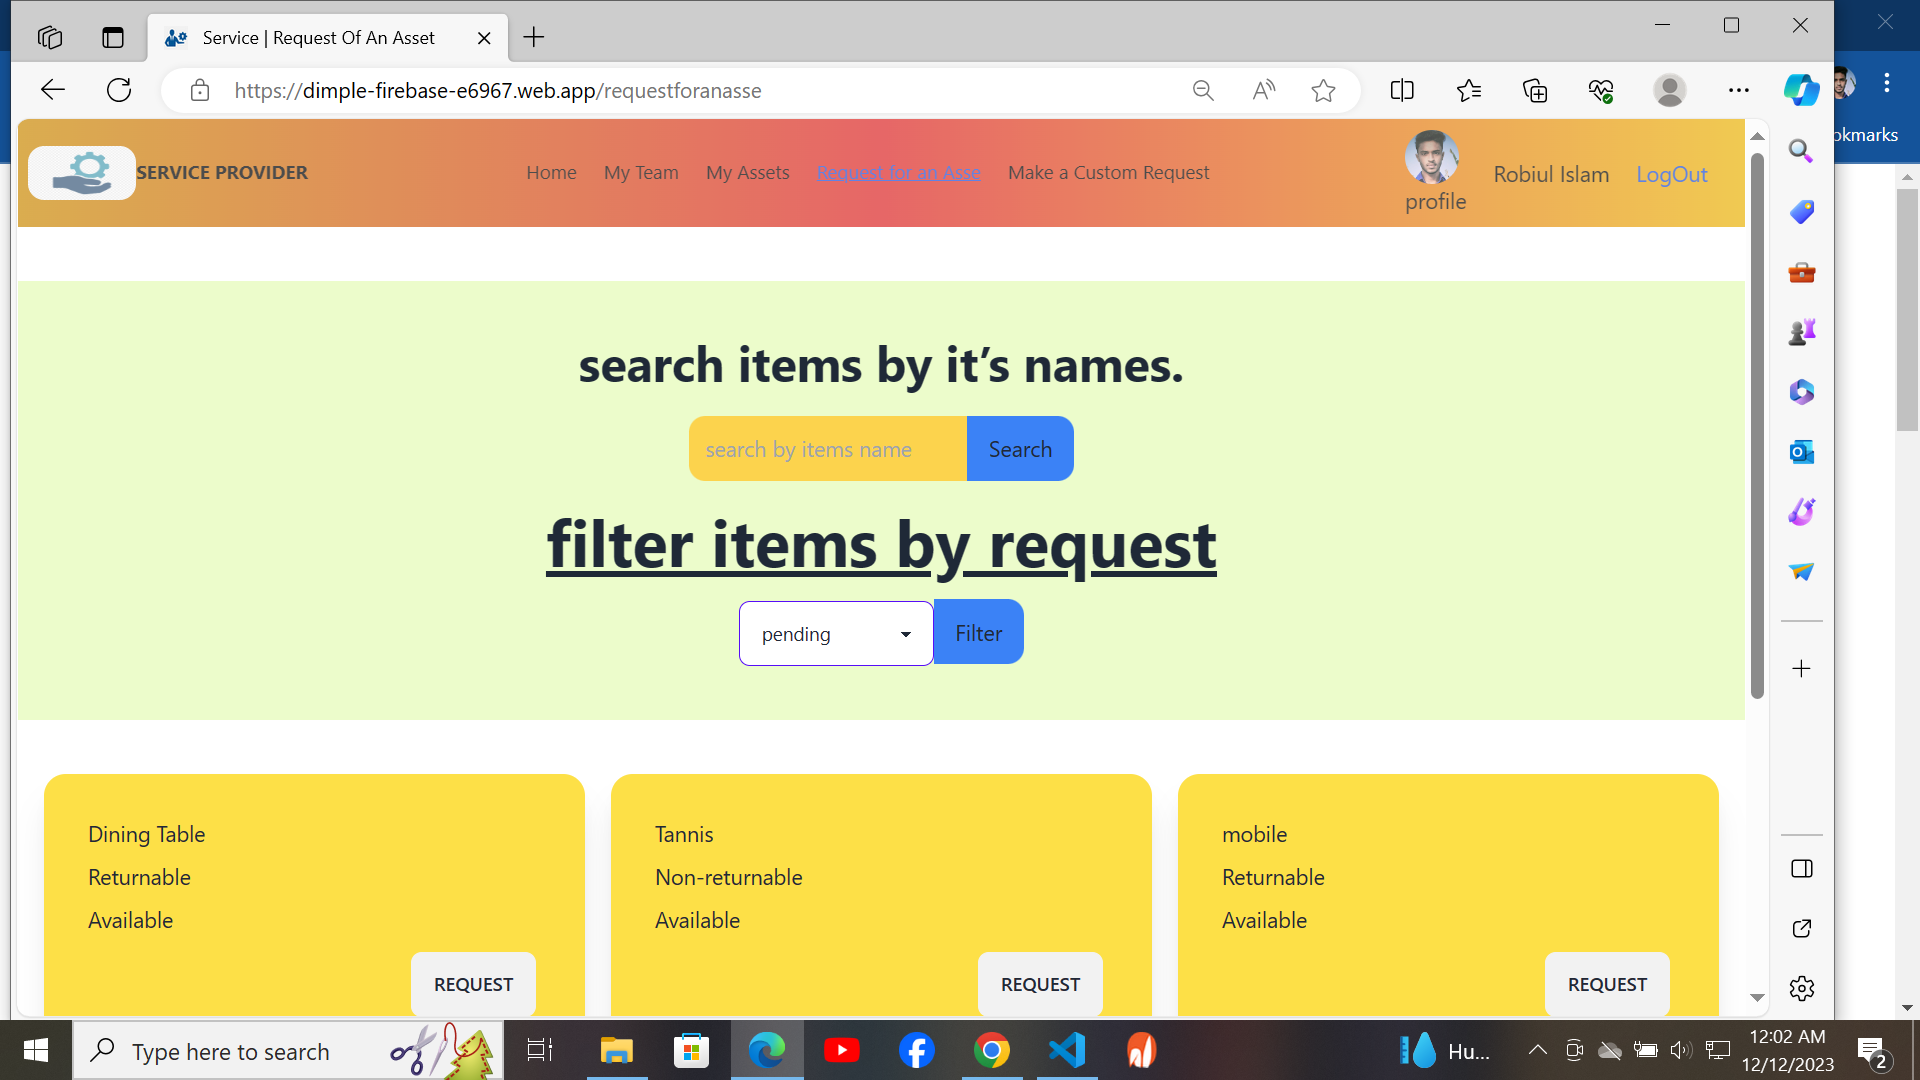 Service | Request Of An Asset
https://dimple-firebase-e6967.web.app/requestforanasse
okmarks
SERVICE PROVIDER
Home
My Team
My Assets
Request for an Asse
Make a Custom Request
profile
Robiul Islam
LogOut
search items by it’s names.
search by items name
Search
filter items by request
pending
Filter
Dining Table
Returnable
Available
REQUEST
Tannis
Non-returnable
Available
REQUEST
mobile
Returnable
Available
REQUEST
Type here to search
Hu...
12:02 AM
12/12/2023
2